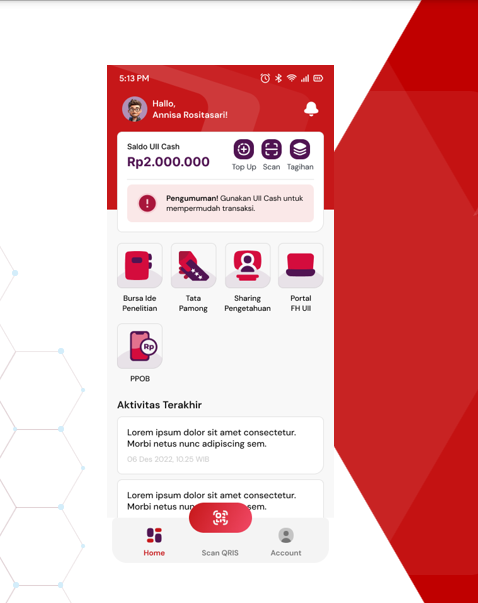 5:13 PM
Hallo,
Annisa Rositasari!
Saldo UII Cash
Rp2.000.000
Top Up
Scan
Tagihan
Pengumuman! Gunakan UII Cash untuk
mempermudah transaksi.
Bursa Ide
Penelitian
Tata
Pamong
Sharing
Pengetahuan
Portal
FH UII
Rp
PPOB
Aktivitas Terakhir
Lorem ipsum dolor sit amet consectetur.
Morbi netus nunc adipiscing sem.
06 Des 2022, 10.25 WIB
Lorem ipsum dolor sit amet consectetur.
Morbi netus sem.
Home
Scan QRIS
Account